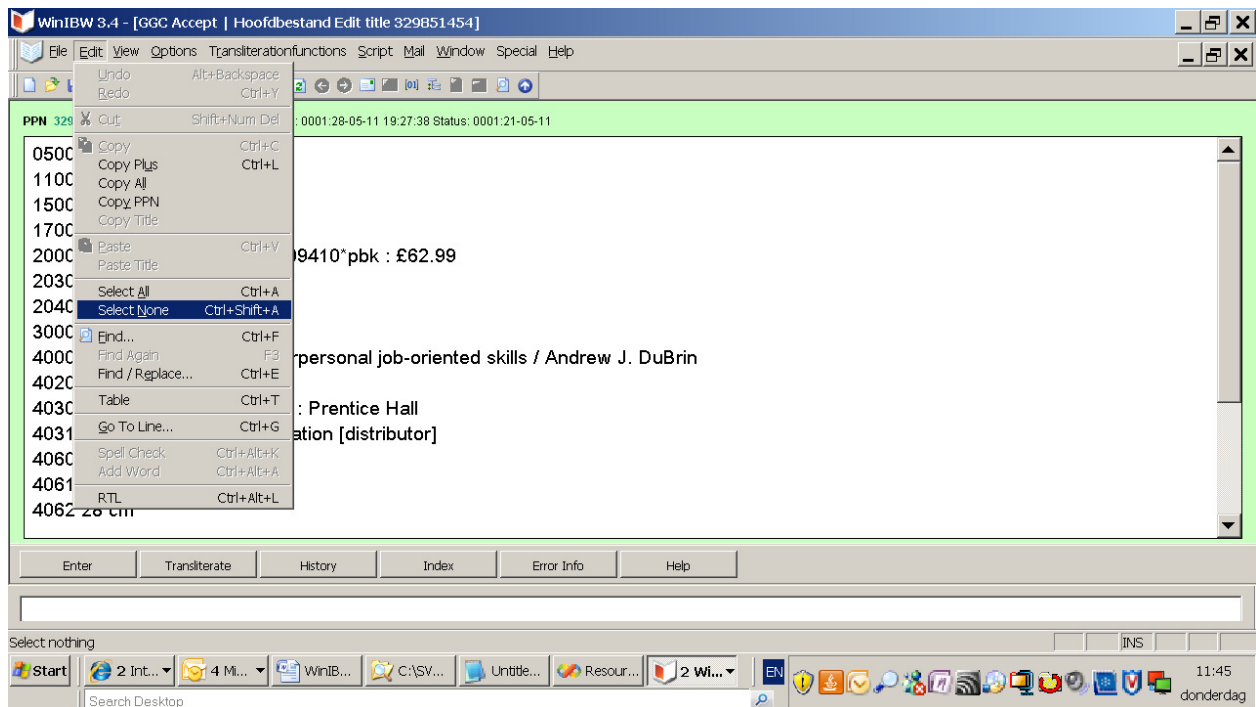 WinIBW 3.4 - [GGC Accept | Hoofdbestand Edit title 329851454]
File Edit View Options Transliterationfunctions Script Mail Window Special Help
PPN 329 : 0001:28-05-11 19:27:38 Status: 0001:21-05-11
Undo Alt+Backspace
Redo Ctrl+Y
Cut Shift+Num Del
Copy Ctrl+C
Copy Plus Ctrl+L
Copy All
Copy PPN
Copy Title
Paste Ctrl+V
Paste Title
Select All Ctrl+A
Select None Ctrl+Shift+A
Find... Ctrl+F
Find Again F3
Find / Replace... Ctrl+E
Table Ctrl+T
Go To Line... Ctrl+G
Spell Check Ctrl+Alt+K
Add Word Ctrl+Alt+A
RTL Ctrl+Alt+L
0500
1100
1500
1700
2000 09410*pbk : £62.99
2030
2040
3000
4000 rpersonal job-oriented skills / Andrew J. DuBrin
4020
4030 : Prentice Hall
4031 ation [distributor]
4060
4061
4062 28 cm
Enter Transliterate History Index Error Info Help
Select nothing INS
Start 2 Int... 4 Mi... WinIB... C:\SV... Untitle... Resour... 2 Wi... EN 11:45
Search Desktop donderdag